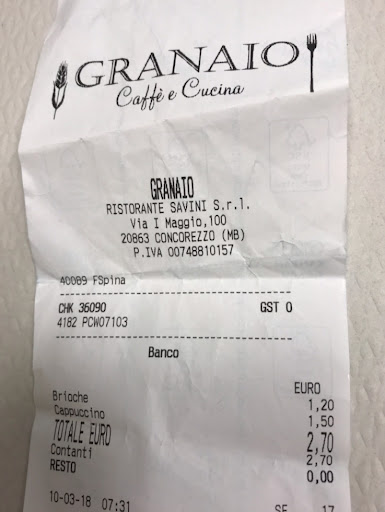 GRANAIO
Caffè e Cucina
GRANAIO
RISTORANTE SAVINI S.r.l.
Via I Maggio,100
20863 CONCOREZZO (MB)
P.IVA 00748810157
40089 FSpina
CHK 36090 GST 0
4182 PCW07103
Banco
EURO
Brioche 1,20
Cappuccino 1,50
TOTALE EURO 2,70
Contanti 2,70
RESTO 0,00
10-03-18 07:31 SF. 17